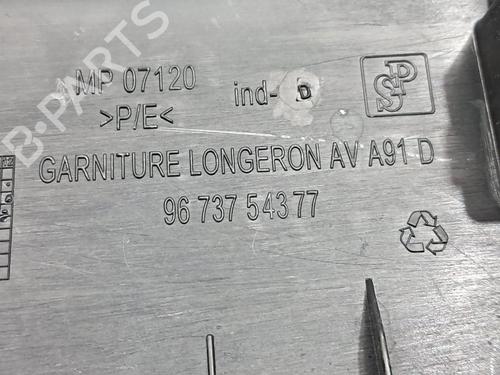 B-PARTS
MP 07120
ind- D
>P/E<
GARNITURE LONGERON AV A91 D
96 737 543 77